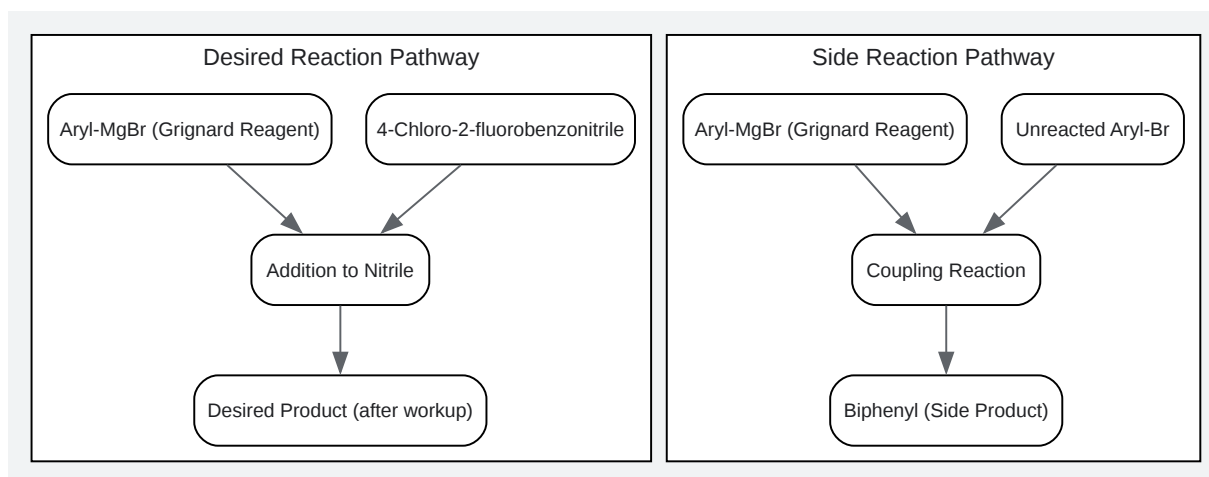 Desired Reaction Pathway
Aryl-MgBr (Grignard Reagent)
4-Chloro-2-fluorobenzonitrile
Addition to Nitrile
Desired Product (after workup)
Side Reaction Pathway
Aryl-MgBr (Grignard Reagent)
Unreacted Aryl-Br
Coupling Reaction
Biphenyl (Side Product)